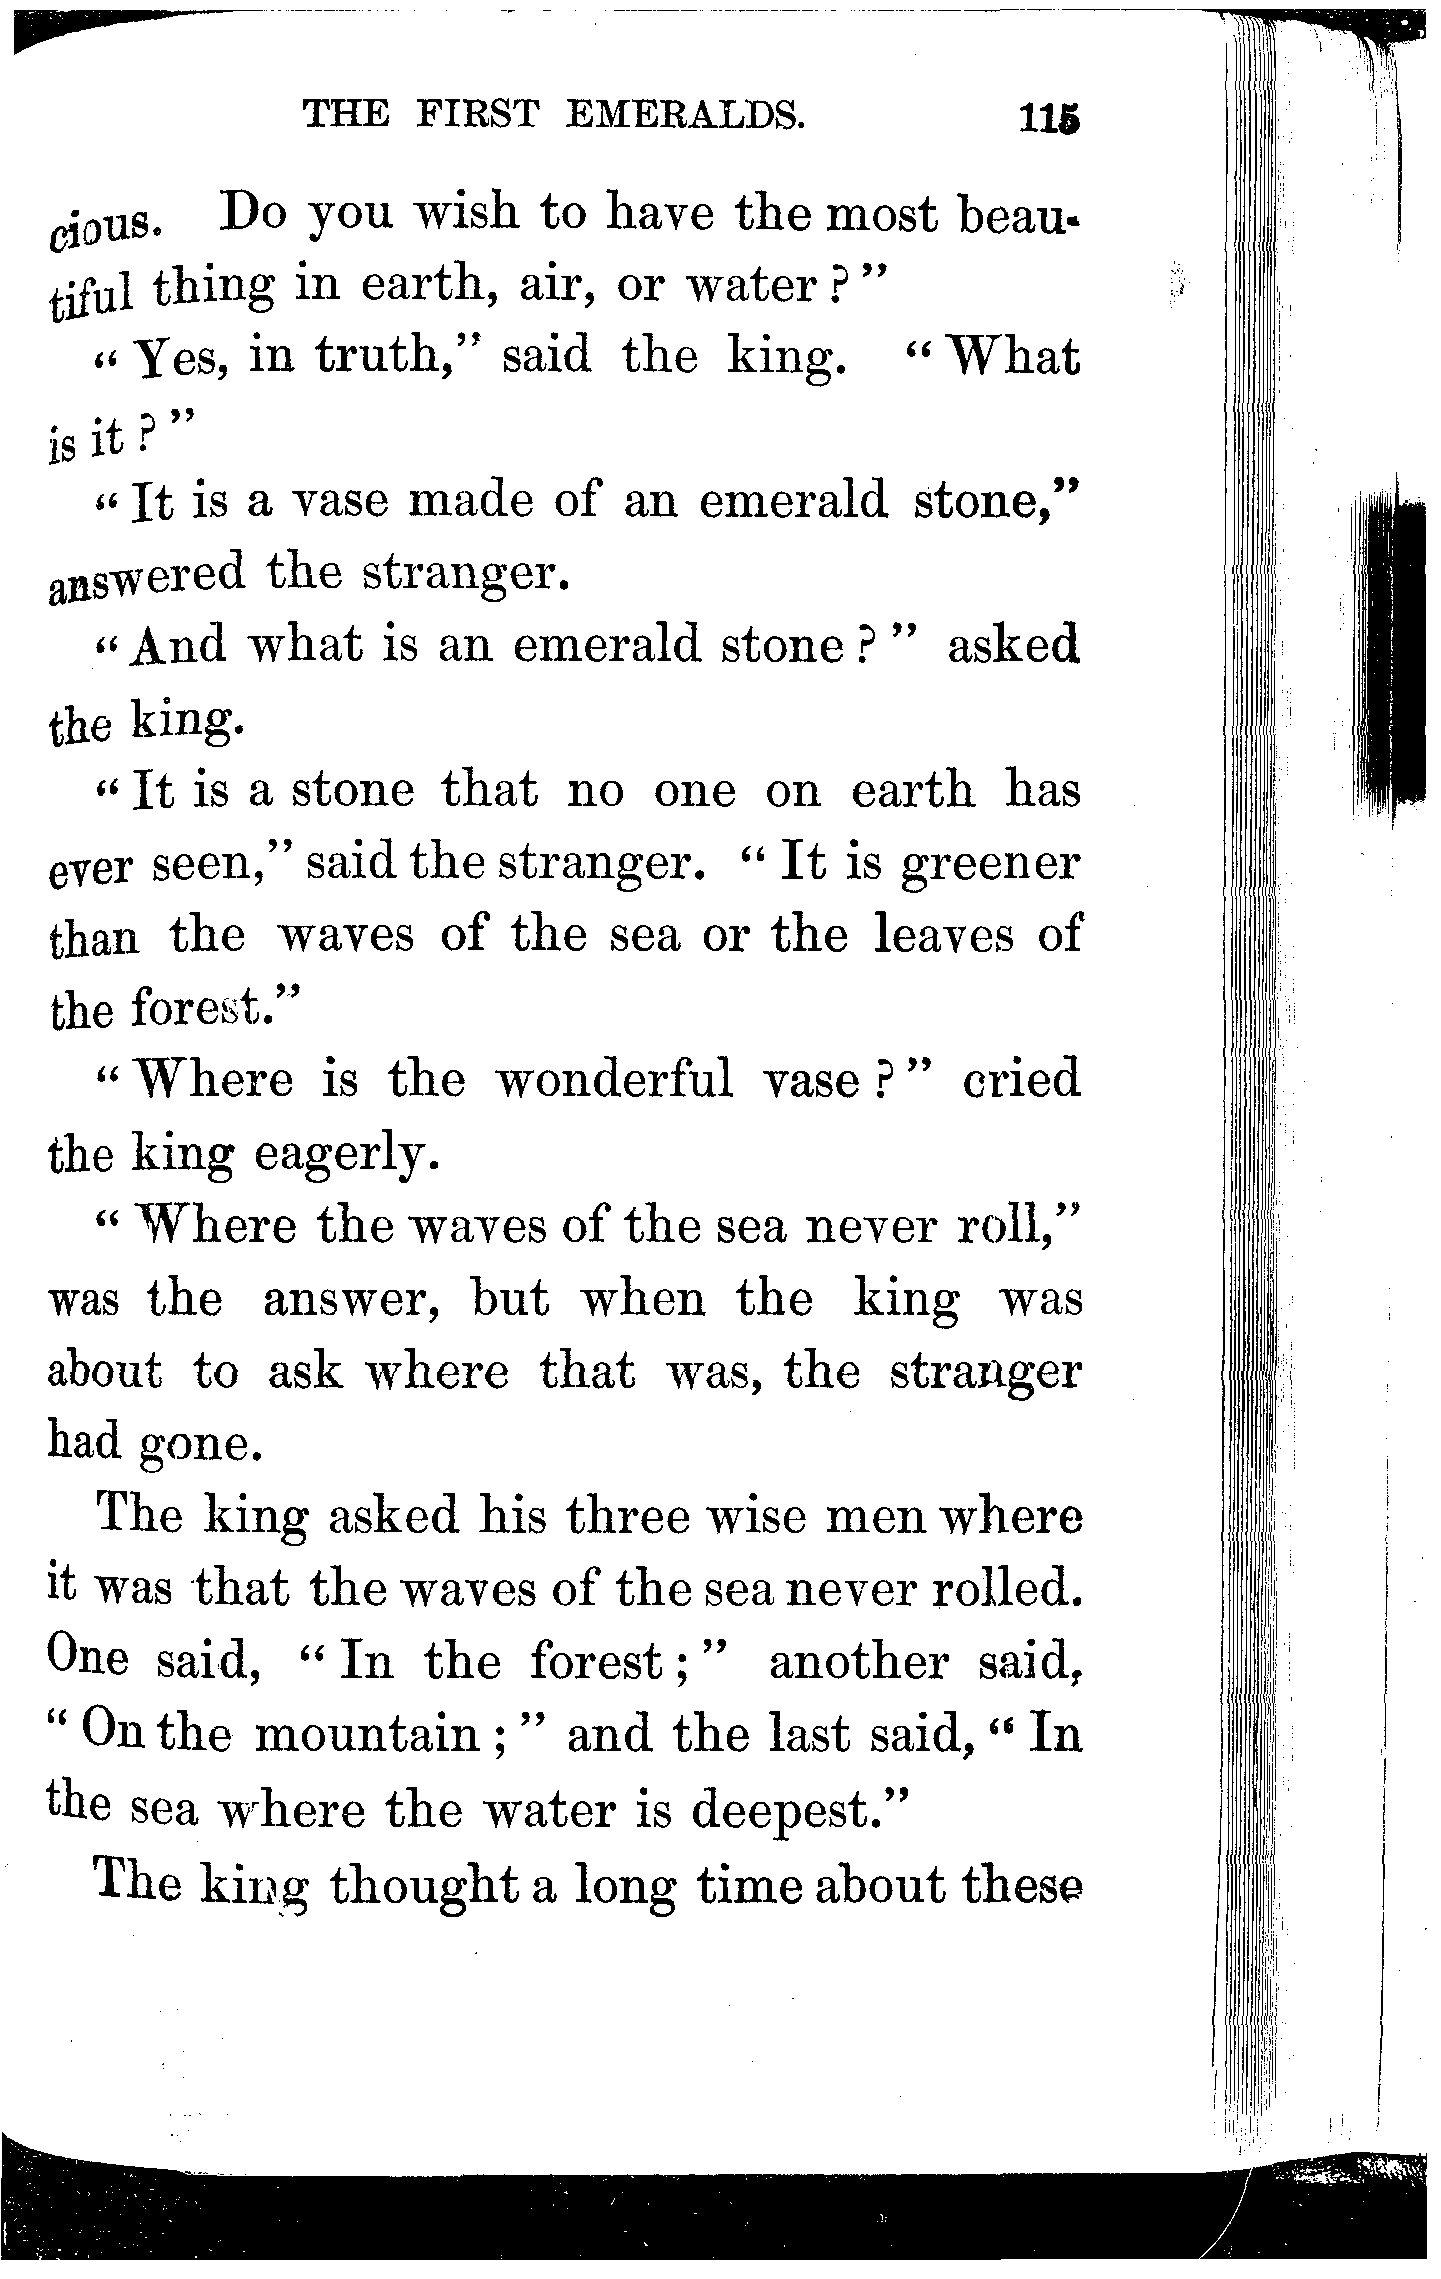 THE FIRST EMERALDS. 115
cious. Do you wish to have the most beau-
tiful thing in earth, air, or water?"
"Yes, in truth," said the king. "What
is it?"
"It is a vase made of an emerald stone,"
answered the stranger.
"And what is an emerald stone?" asked
the king.
"It is a stone that no one on earth has
ever seen," said the stranger. "It is greener
than the waves of the sea or the leaves of
the forest."
"Where is the wonderful vase?" cried
the king eagerly.
"Where the waves of the sea never roll,"
was the answer, but when the king was
about to ask where that was, the stranger
had gone.
The king asked his three wise men where
it was that the waves of the sea never rolled.
One said, "In the forest;" another said,
"On the mountain;" and the last said, "In
the sea where the water is deepest."
The king thought a long time about these